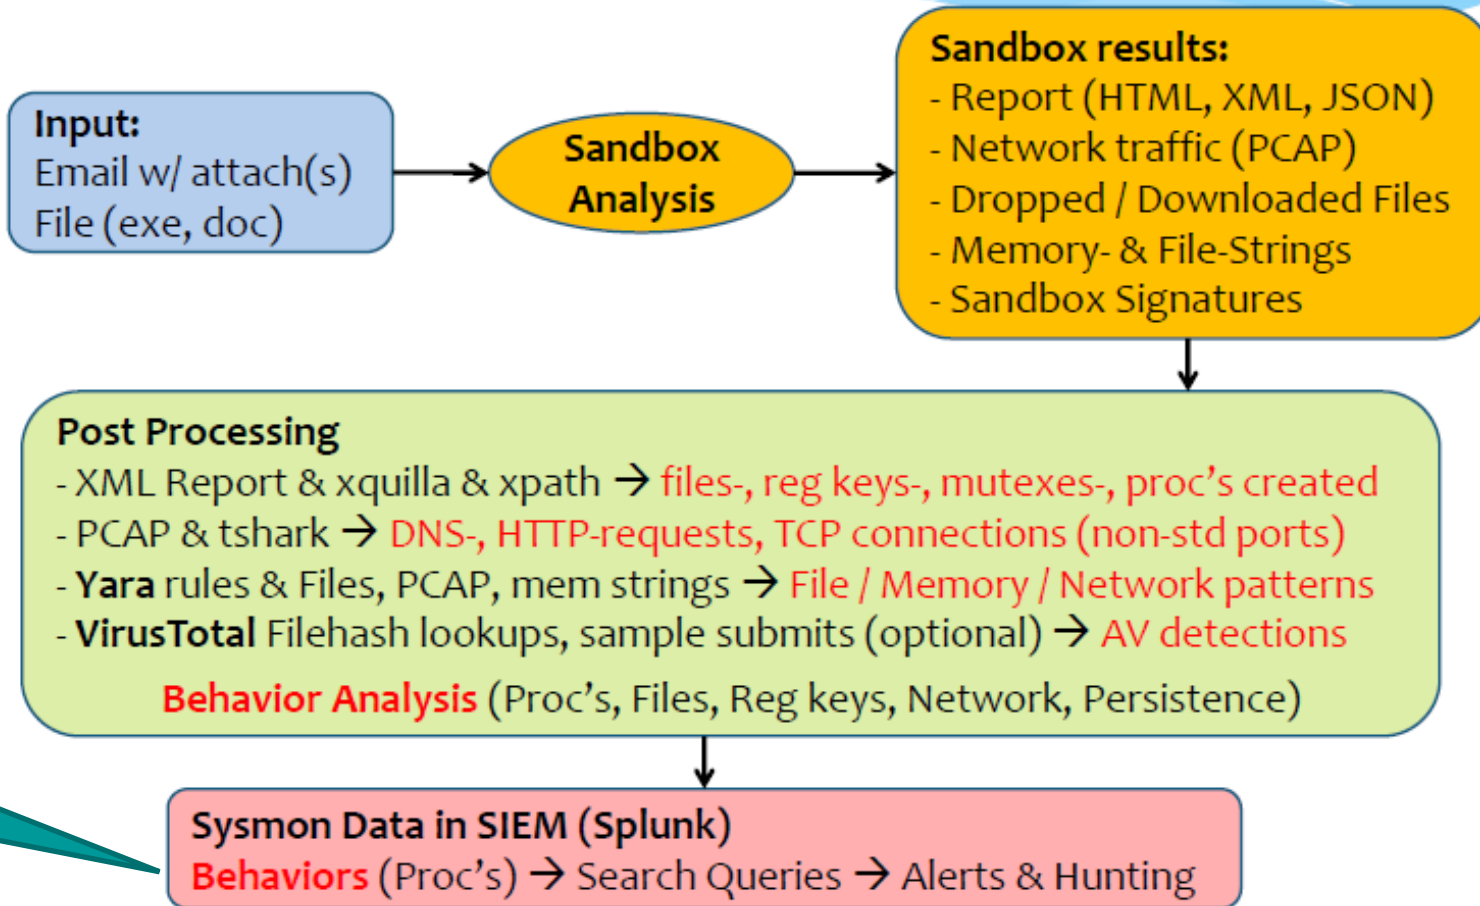 Input:
Email w/ attach(s)
File (exe, doc)
Sandbox
Analysis
Sandbox results:
- Report (HTML, XML, JSON)
- Network traffic (PCAP)
- Dropped / Downloaded Files
- Memory- & File-Strings
- Sandbox Signatures
Post Processing
- XML Report & xquilla & xpath → files-, reg keys-, mutexes-, proc's created
- PCAP & tshark → DNS-, HTTP-requests, TCP connections (non-std ports)
- Yara rules & Files, PCAP, mem strings → File / Memory / Network patterns
- VirusTotal Filehash lookups, sample submits (optional) → AV detections
Behavior Analysis (Proc's, Files, Reg keys, Network, Persistence)
Sysmon Data in SIEM (Splunk)
Behaviors (Proc's) → Search Queries → Alerts & Hunting